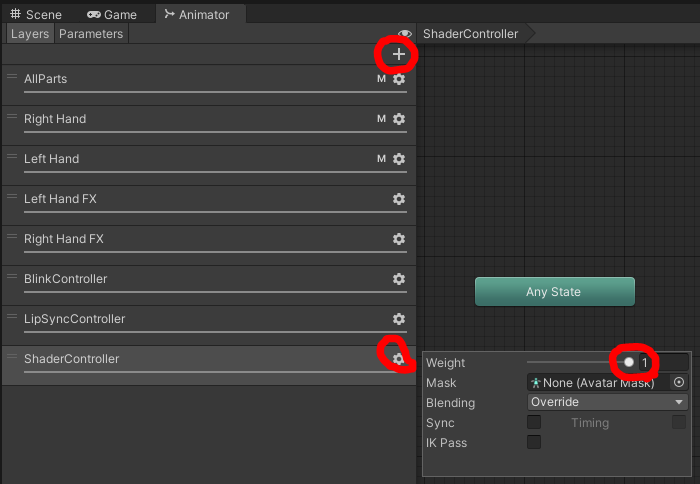 Scene Game Animator
Layers Parameters ShaderController
AllParts M
Right Hand M
Left Hand M
Left Hand FX
Right Hand FX
BlinkController
Any State
LipSyncController
ShaderController
Weight 1
Mask None (Avatar Mask)
Blending Override
Sync Timing
IK Pass